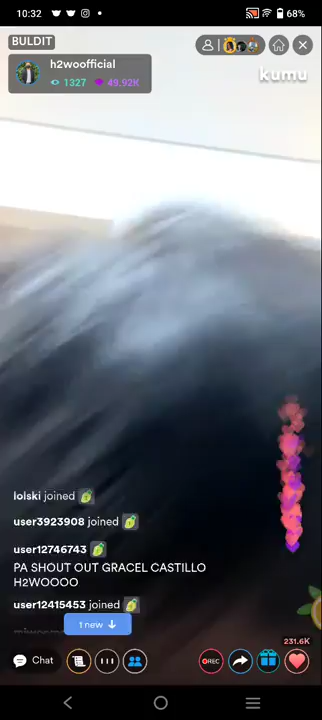 10:32
68%
BULDIT
h2woofficial
1327 49.92K
kumu
lolski joined
user3923908 joined
user12746743
PA SHOUT OUT GRACEL CASTILLO
H2WOOOO
user12415453 joined
1 new ↓
231.6K
Chat
REC